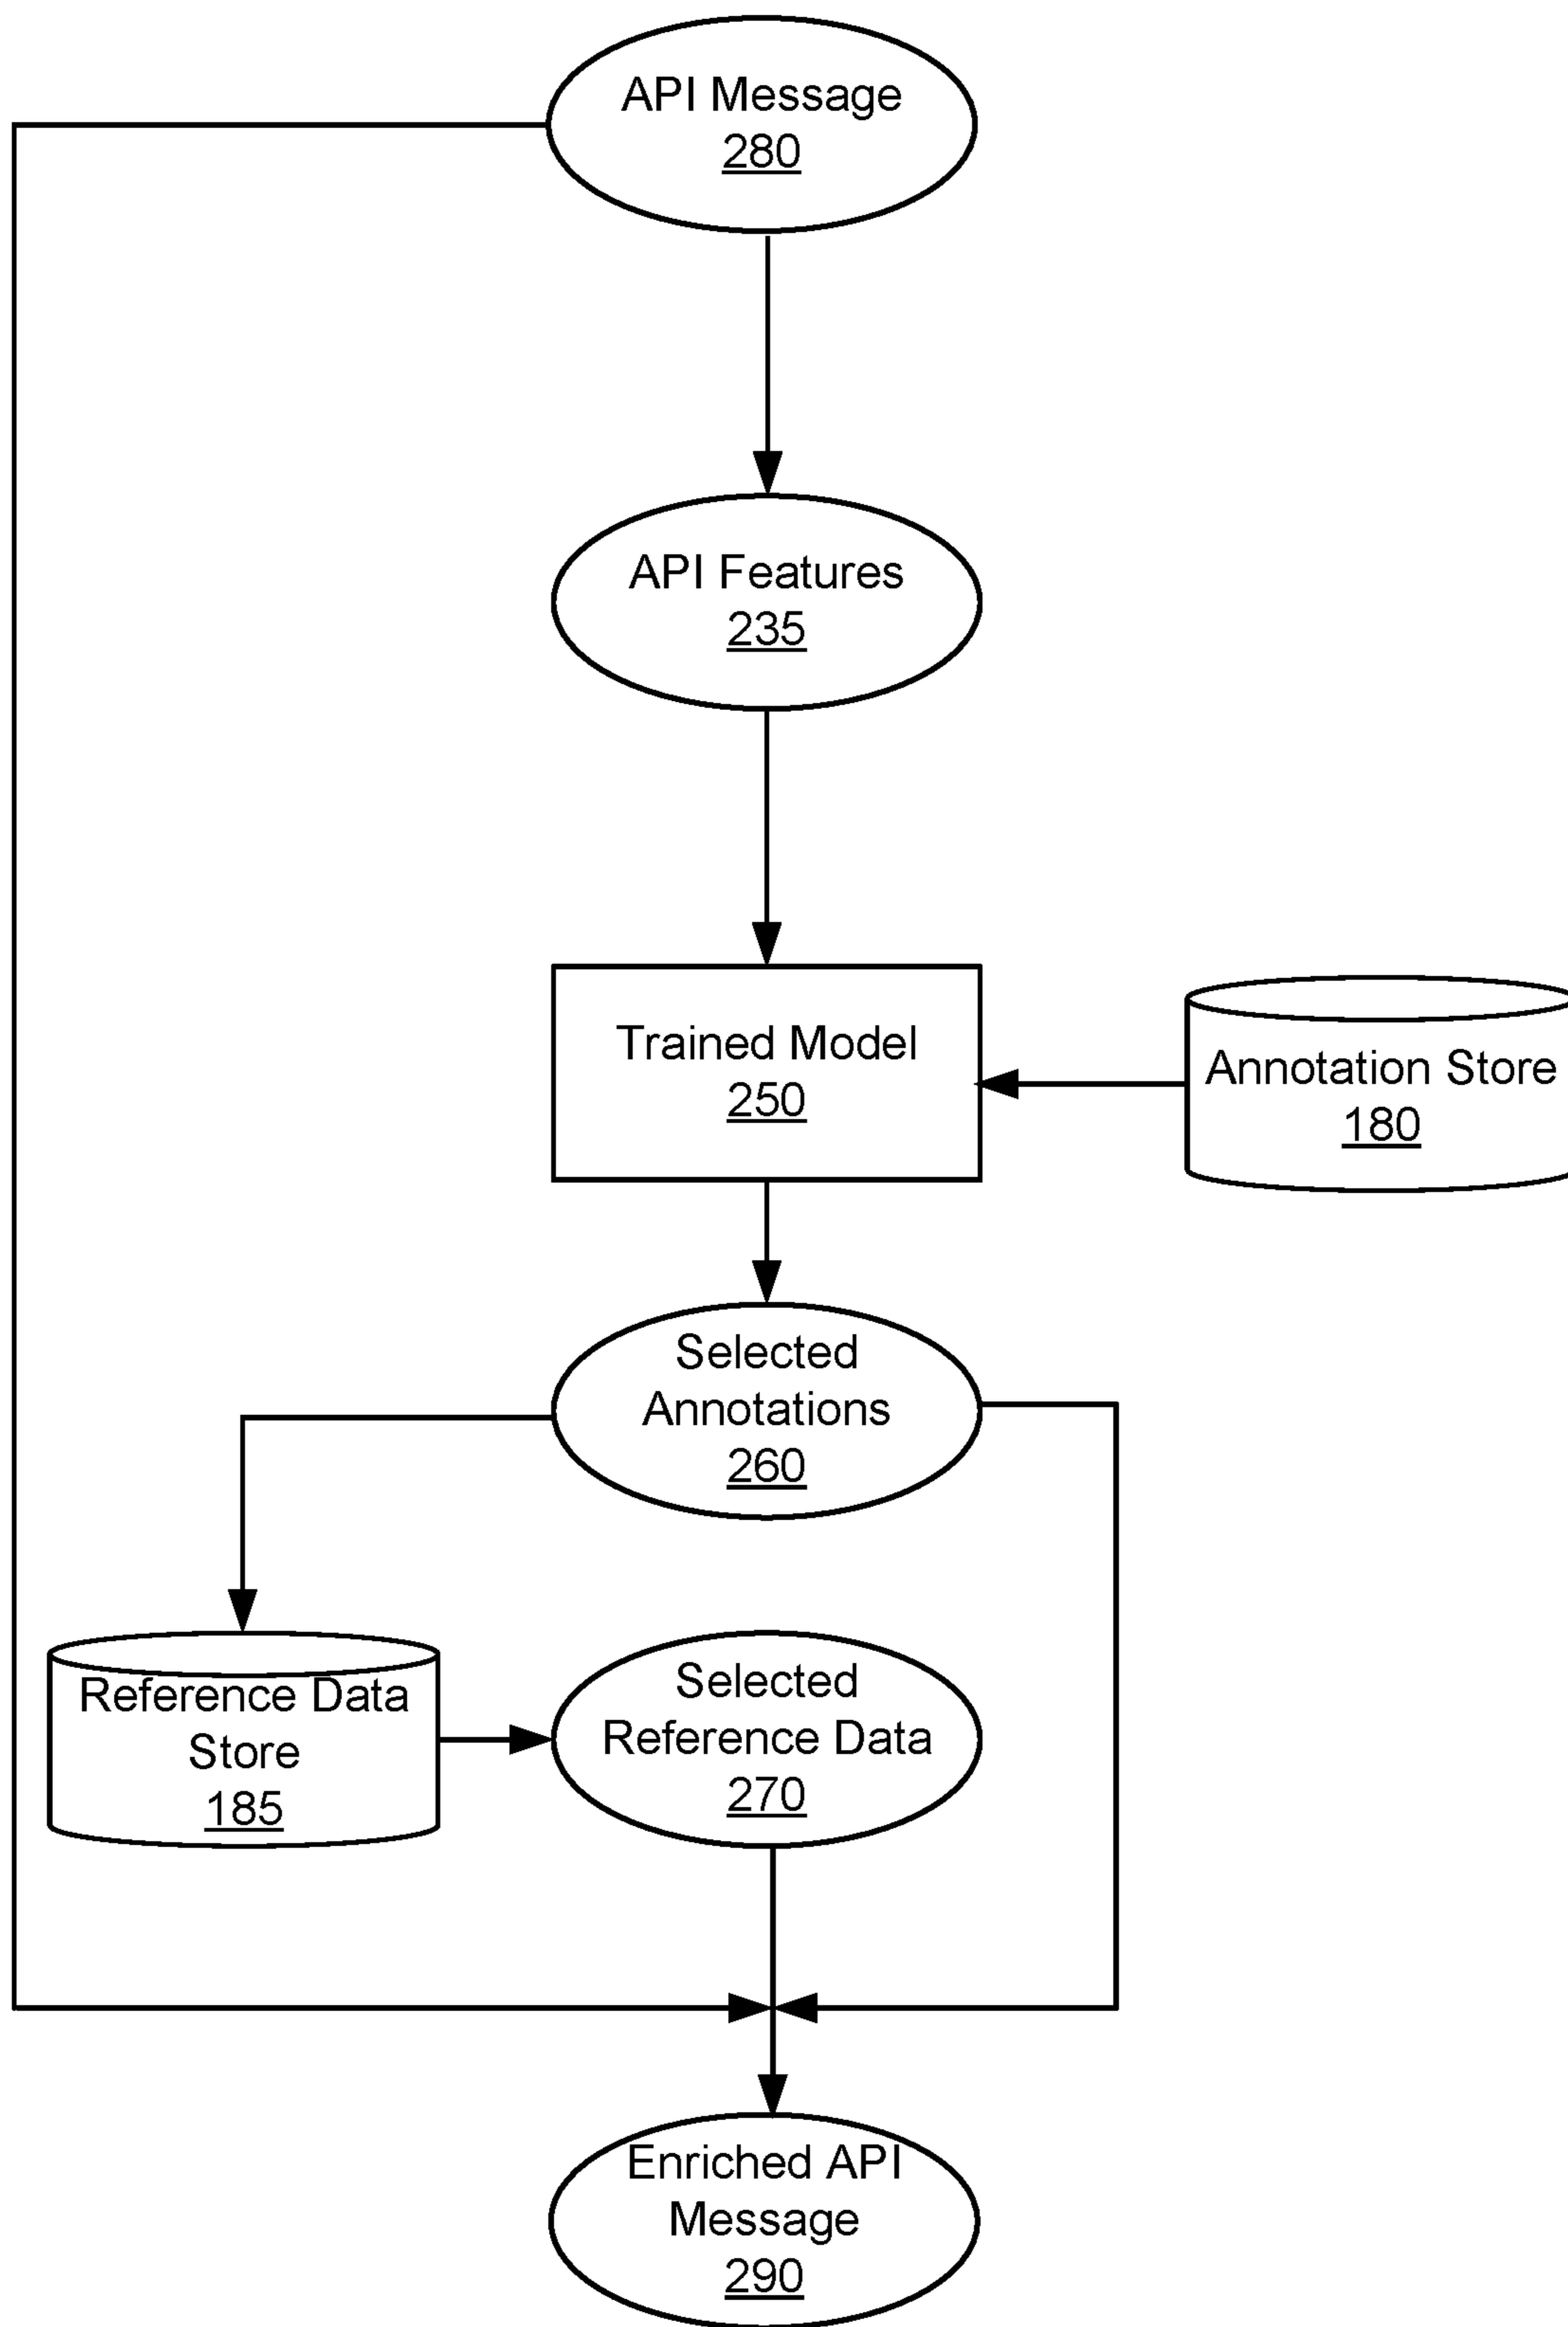 API Message
280
API Features
235
Trained Model
250
Annotation Store
180
Selected
Annotations
260
Reference Data
Store
185
Selected
Reference Data
270
Enriched API
Message
290